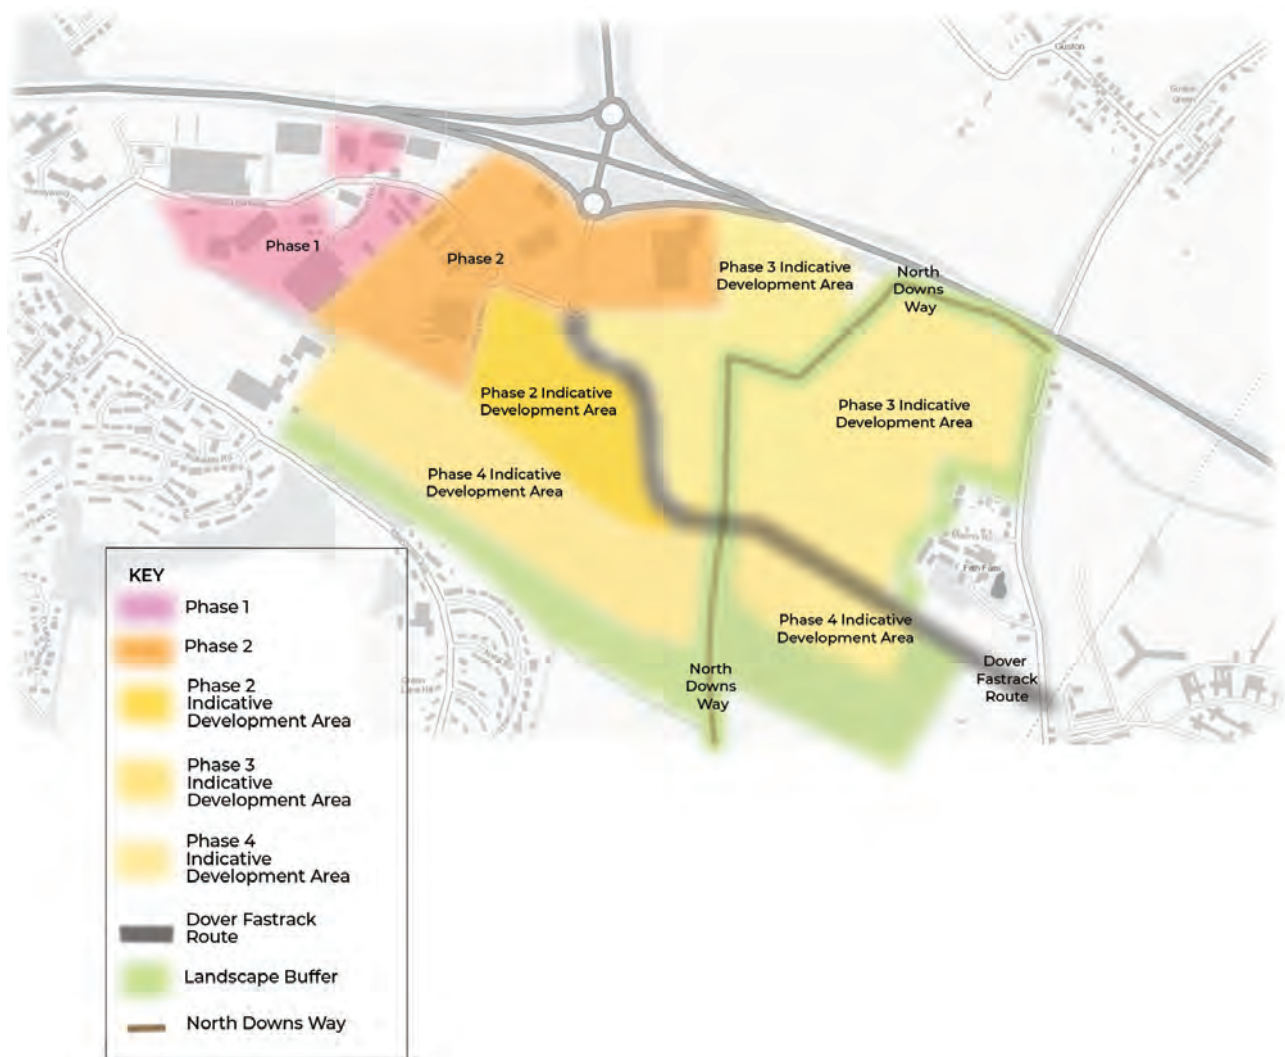 Guston
Guston
Green
Phase 1
Phase 2
Phase 3 Indicative
Development Area
North
Downs
Way
Phase 2 Indicative
Development Area
Phase 3 Indicative
Development Area
Phase 4 Indicative
Development Area
Phase 4 Indicative
Development Area
North
Downs
Way
Dover
Fastrack
Route
KEY
Phase 1
Phase 2
Phase 2
Indicative
Development Area
Phase 3
Indicative
Development Area
Phase 4
Indicative
Development Area
Dover Fastrack
Route
Landscape Buffer
North Downs Way